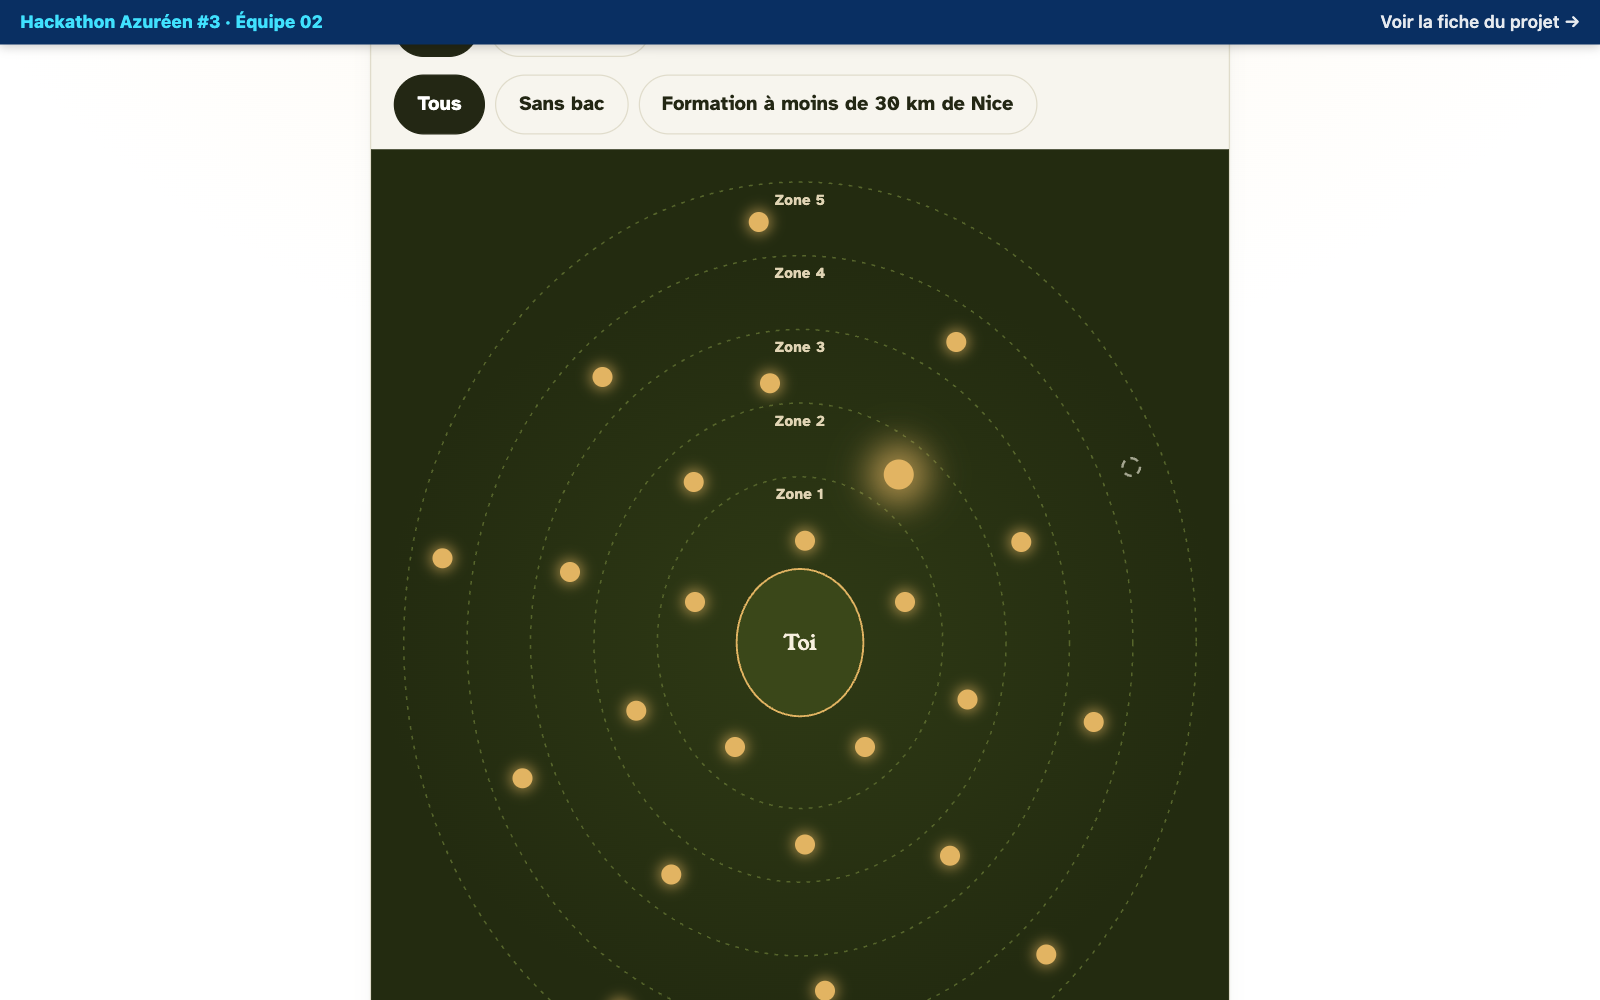 Hackathon Azuréen #3 · Équipe 02
Voir la fiche du projet →
Tous
Sans bac
Formation à moins de 30 km de Nice
Zone 5
Zone 4
Zone 3
Zone 2
Zone 1
Toi